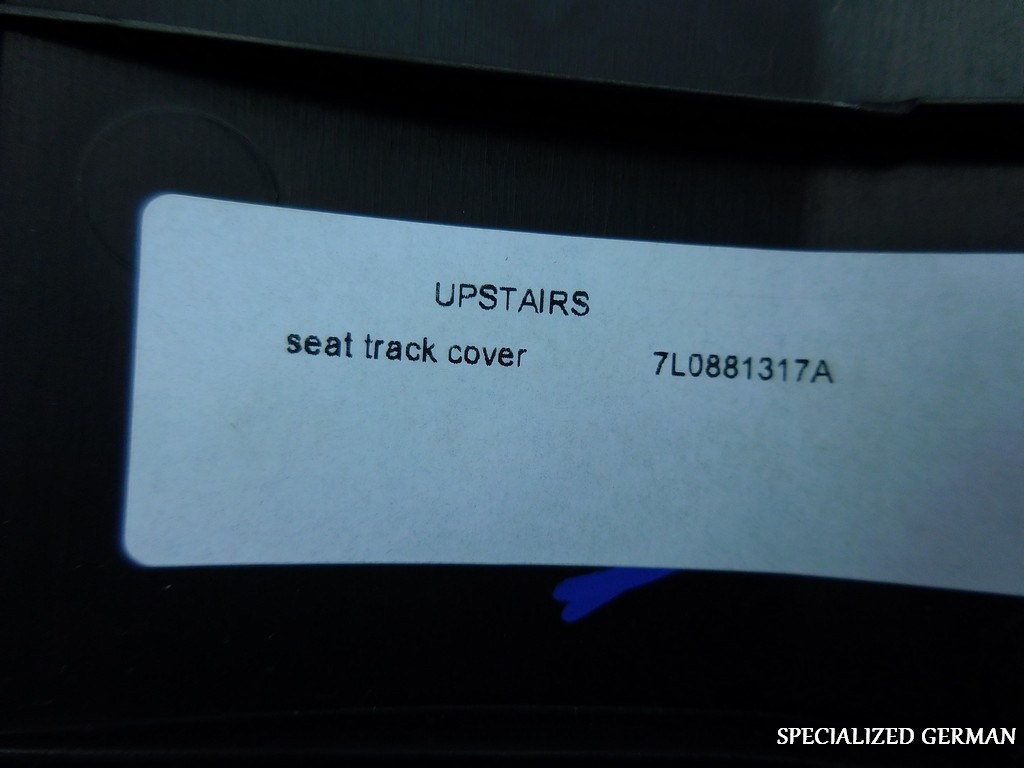 UPSTAIRS
seat track cover 7L0881317A
SPECIALIZED GERMAN